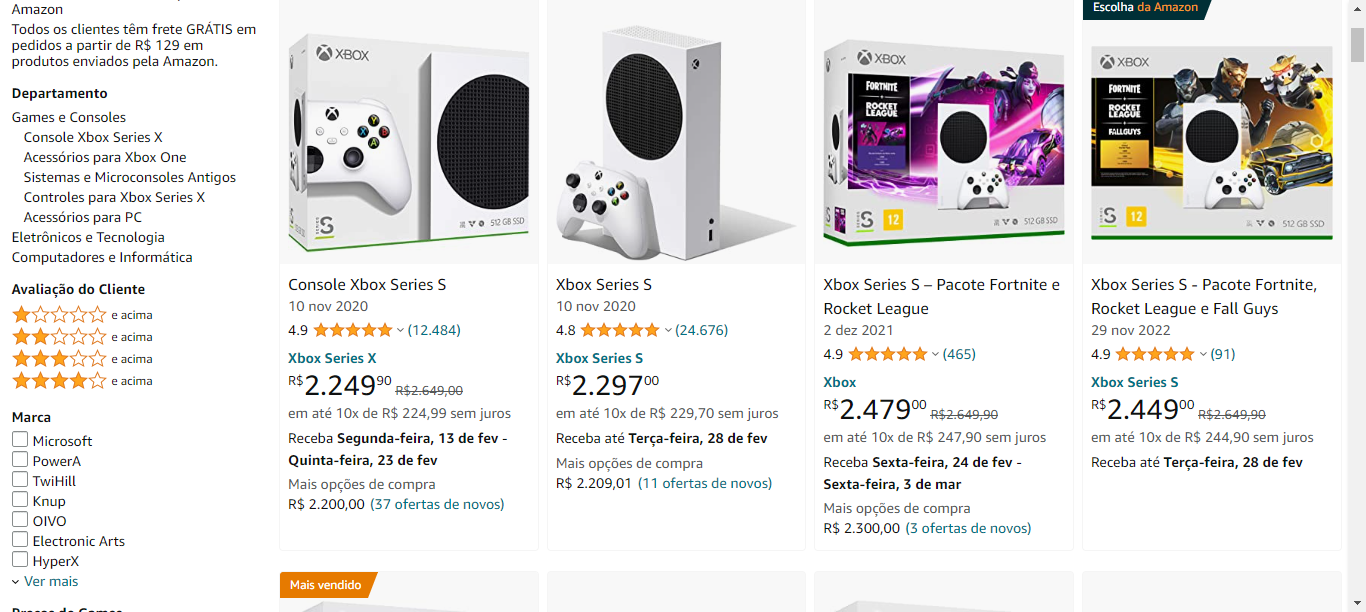 Amazon
Todos os clientes têm frete GRÁTIS em
pedidos a partir de R$ 129 em
produtos enviados pela Amazon.
Departamento
Games e Consoles
Console Xbox Series X
Acessórios para Xbox One
Sistemas e Microconsoles Antigos
Controles para Xbox Series X
Acessórios para PC
Eletrônicos e Tecnologia
Computadores e Informática
Avaliação do Cliente
e acima
e acima
e acima
e acima
Marca
Microsoft
PowerA
TwiHill
Knup
OIVO
Electronic Arts
HyperX
Ver mais
XBOX
SERIES
S
512 GB SSD
Console Xbox Series S
10 nov 2020
4.9 (12.484)
Xbox Series X
R$2.24990 R$2.649,00
em até 10x de R$ 224,99 sem juros
Receba Segunda-feira, 13 de fev -
Quinta-feira, 23 de fev
Mais opções de compra
R$ 2.200,00 (37 ofertas de novos)
Xbox Series S
10 nov 2020
4.8 (24.676)
Xbox Series S
R$2.29700
em até 10x de R$ 229,70 sem juros
Receba até Terça-feira, 28 de fev
Mais opções de compra
R$ 2.209,01 (11 ofertas de novos)
XBOX
FORTNITE
ROCKET
LEAGUE
S
12
512 GB SSD
Xbox Series S – Pacote Fortnite e
Rocket League
2 dez 2021
4.9 (465)
Xbox
R$2.47900 R$2.649,90
em até 10x de R$ 247,90 sem juros
Receba Sexta-feira, 24 de fev -
Sexta-feira, 3 de mar
Mais opções de compra
R$ 2.300,00 (3 ofertas de novos)
Escolha da Amazon
XBOX
FORTNITE
ROCKET
LEAGUE
FALL GUYS
S
12
512 GB SSD
Xbox Series S - Pacote Fortnite,
Rocket League e Fall Guys
29 nov 2022
4.9 (91)
Xbox Series S
R$2.44900 R$2.649,90
em até 10x de R$ 244,90 sem juros
Receba até Terça-feira, 28 de fev
Mais vendido